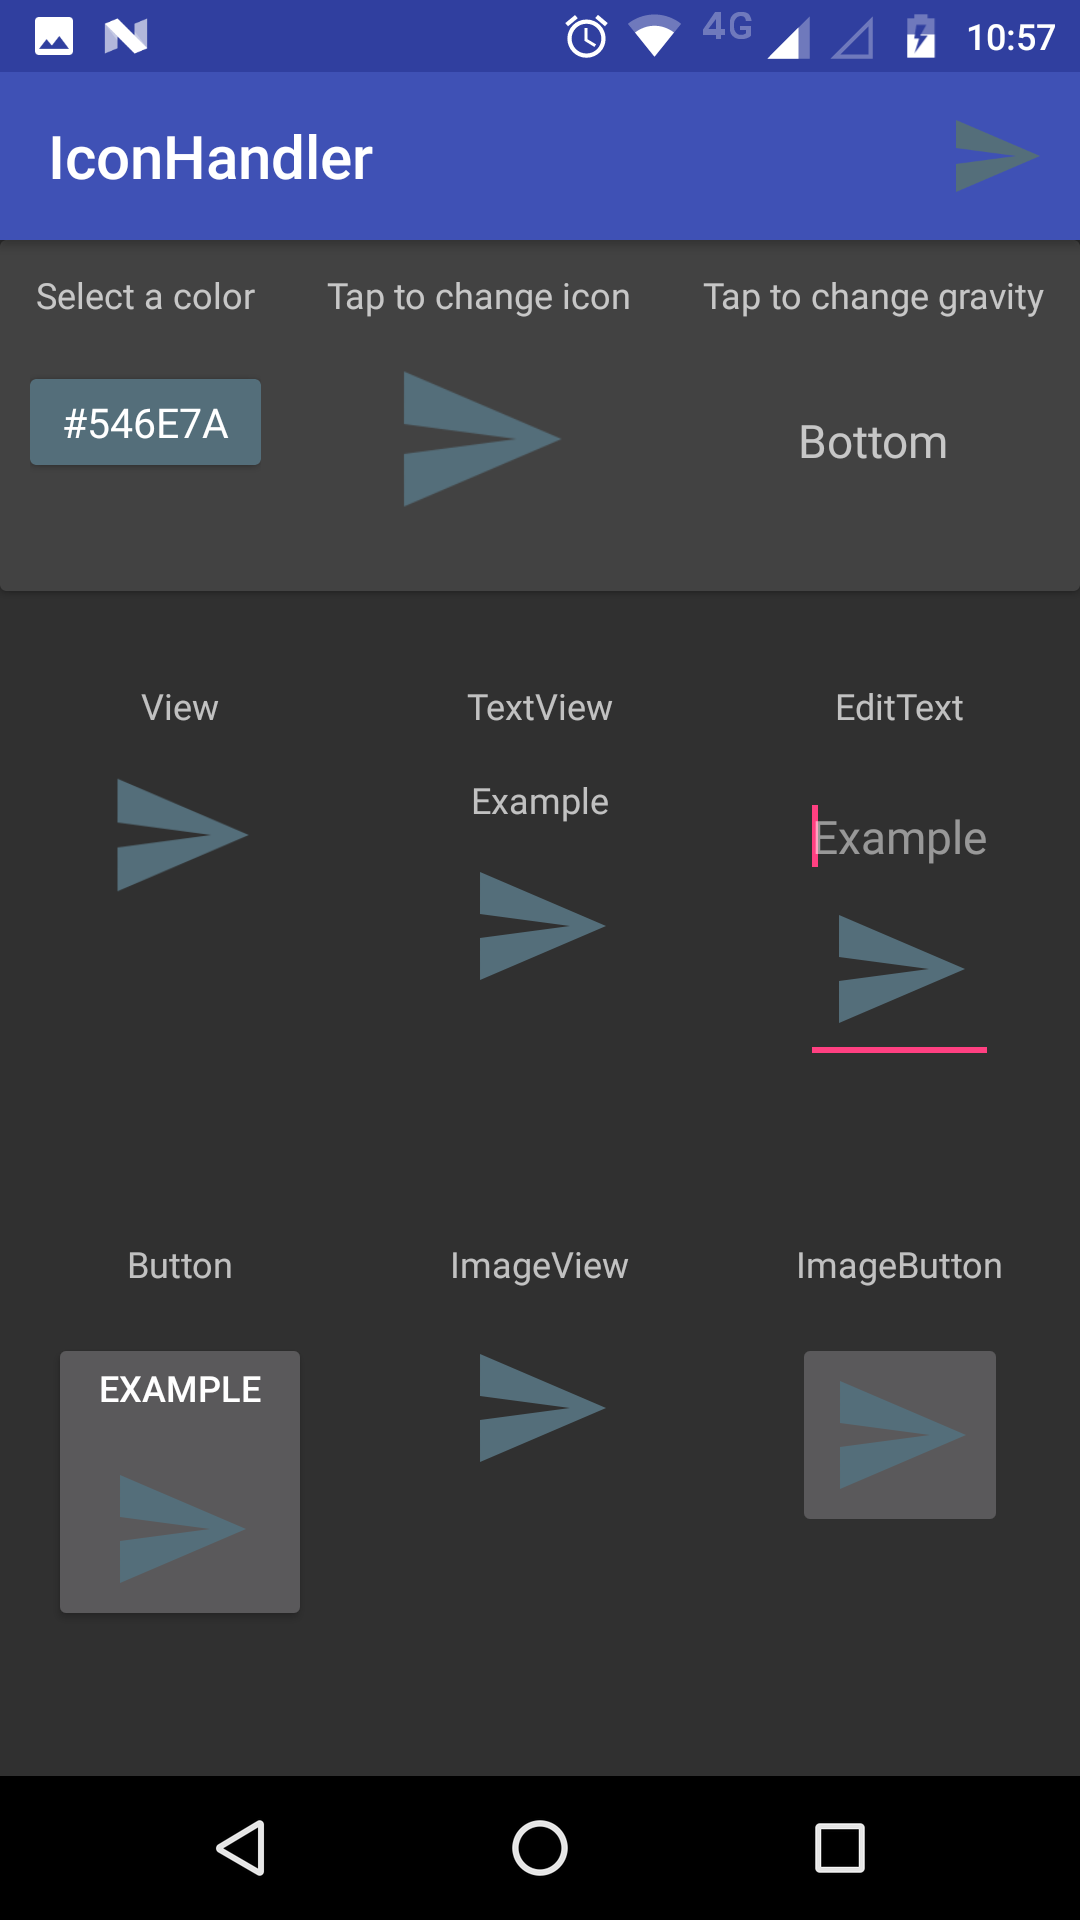 4G 10:57
IconHandler
Select a color Tap to change icon Tap to change gravity
#546E7A Bottom
View TextView EditText
Example
Example
Button ImageView ImageButton
EXAMPLE